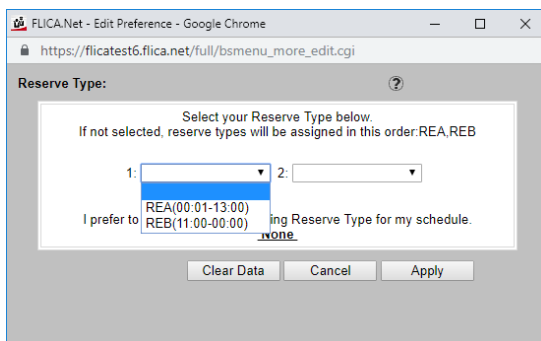 FLICA.Net - Edit Preference - Google Chrome
https://flicatest6.flica.net/full/bsmenu_more_edit.cgi
Reserve Type: ?
Select your Reserve Type below.
If not selected, reserve types will be assigned in this order:REA,REB
1: 2:
REA(00:01-13:00)
REB(11:00-00:00)
I prefer to ing Reserve Type for my schedule.
None
Clear Data Cancel Apply